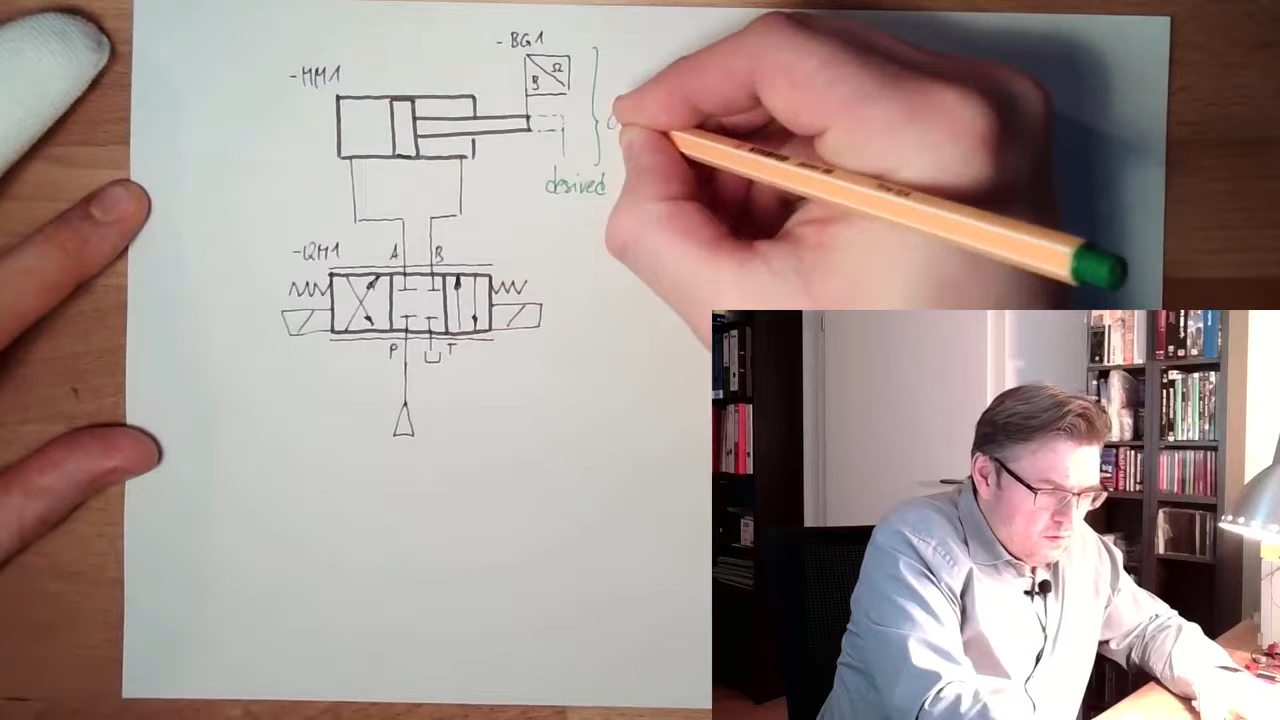 -BG1
-MM1
Ω
B
desired
-QM1 A B
P T